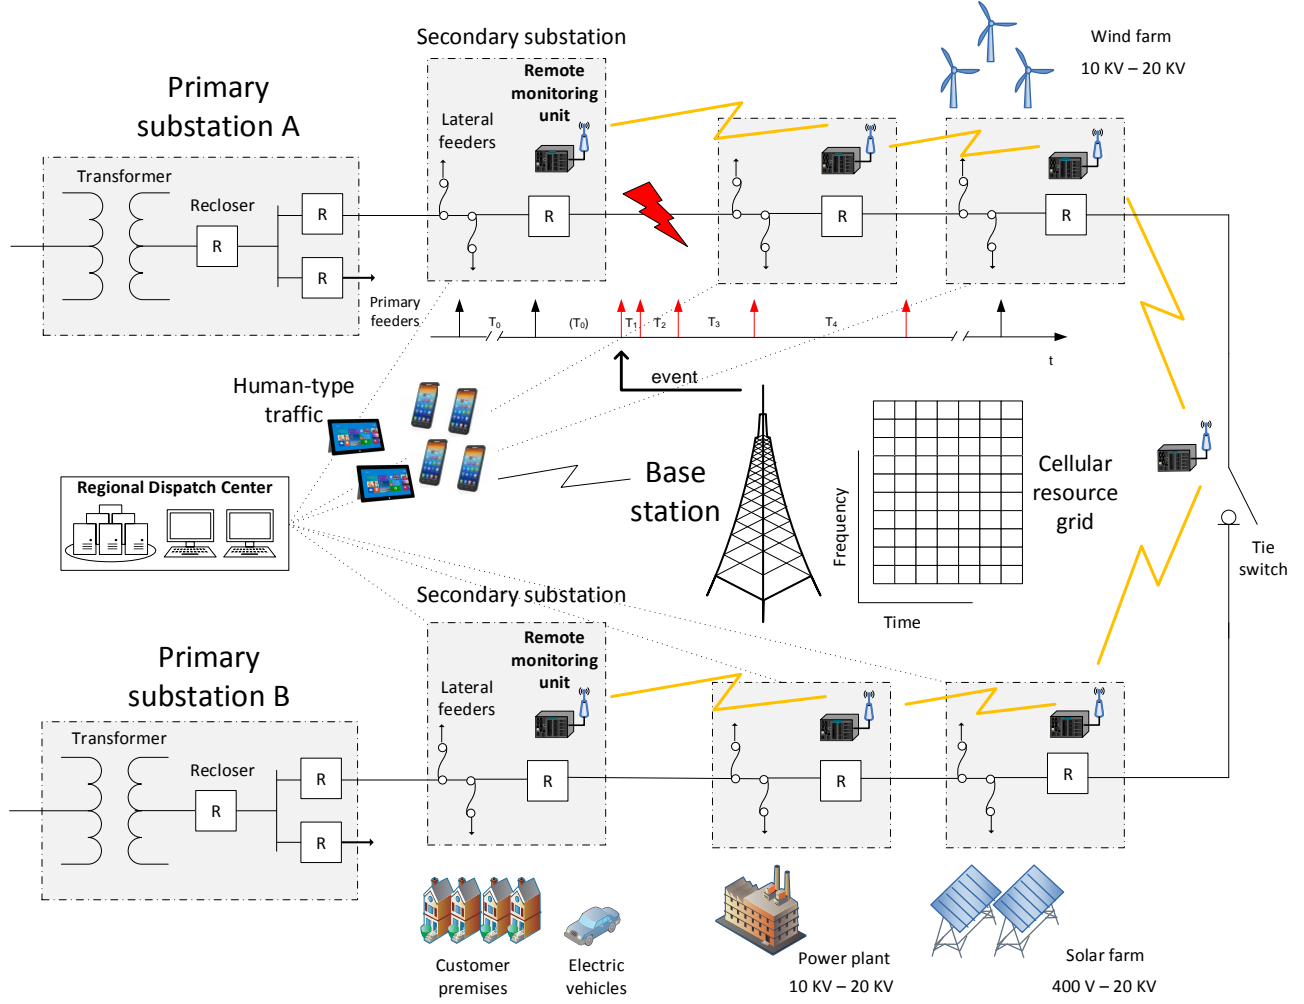 Secondary substation
Wind farm
10 KV – 20 KV
Primary
substation A
Remote
monitoring
unit
Lateral
feeders
Transformer
Recloser
R
R
R
R
R
R
Primary
feeders
T0
(T0)
T1
T2
T3
T4
t
event
Human-type
traffic
Base
station
Frequency
Time
Cellular
resource
grid
Regional Dispatch Center
Tie
switch
Secondary substation
Primary
substation B
Remote
monitoring
unit
Lateral
feeders
Transformer
Recloser
R
R
R
R
R
R
Customer
premises
Electric
vehicles
Power plant
10 KV – 20 KV
Solar farm
400 V – 20 KV